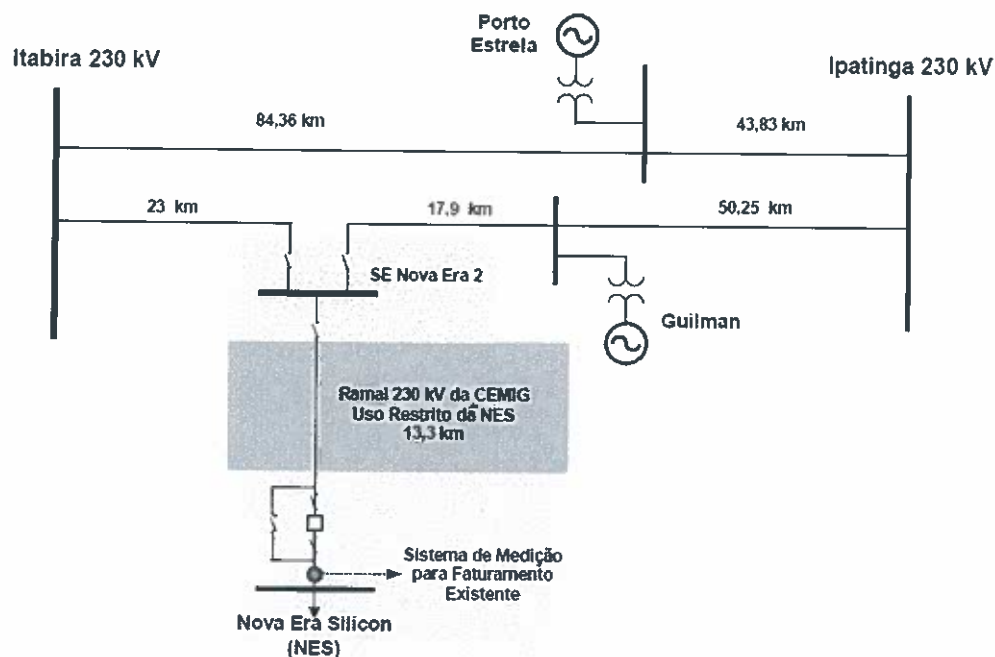 Porto
Estrela
Itabira 230 kV
Ipatinga 230 kV
84,36 km
43,83 km
23 km
17,9 km
50,25 km
SE Nova Era 2
Guilman
Ramal 230 kV da CEMIG
Uso Restrito da NES
13,3 km
Sistema de Medição
para Faturamento
Existente
Nova Era Silicon
(NES)